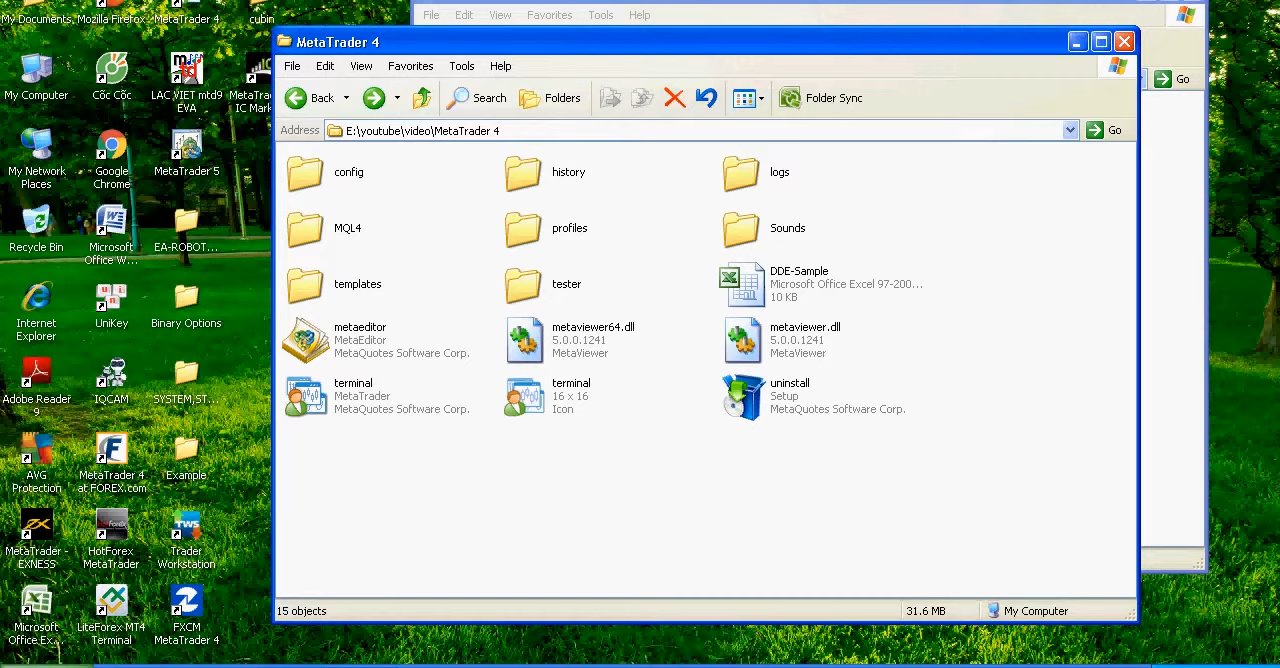 My Documents, Mozilla Firefox MetaTrader 4 cubin
My Computer
Cốc Cốc
LAC VIET mtd9
EVA
MetaTra
IC Mark
My Network
Places
Google
Chrome
MetaTrader 5
Recycle Bin
Microsoft
Office W...
EA-ROBOT...
Internet
Explorer
UniKey
Binary Options
Adobe Reader
9
IQCAM
SYSTEM,ST...
AVG
Protection
MetaTrader 4
at FOREX.com
Example
MetaTrader -
EXNESS
HotForex
MetaTrader
TWS
Trader
Workstation
Microsoft
Office Ex...
LiteForex MT4
Terminal
FXCM
MetaTrader 4
File Edit View Favorites Tools Help
Go
MetaTrader 4
File Edit View Favorites Tools Help
Back Search Folders Folder Sync
Address E:\youtube\video\MetaTrader 4 Go
config
history
logs
MQL4
profiles
Sounds
templates
tester
DDE-Sample
Microsoft Office Excel 97-200...
10 KB
metaeditor
MetaEditor
MetaQuotes Software Corp.
metaviewer64.dll
5.0.0.1241
MetaViewer
metaviewer.dll
5.0.0.1241
MetaViewer
terminal
MetaTrader
MetaQuotes Software Corp.
terminal
16 x 16
Icon
uninstall
Setup
MetaQuotes Software Corp.
15 objects 31.6 MB My Computer